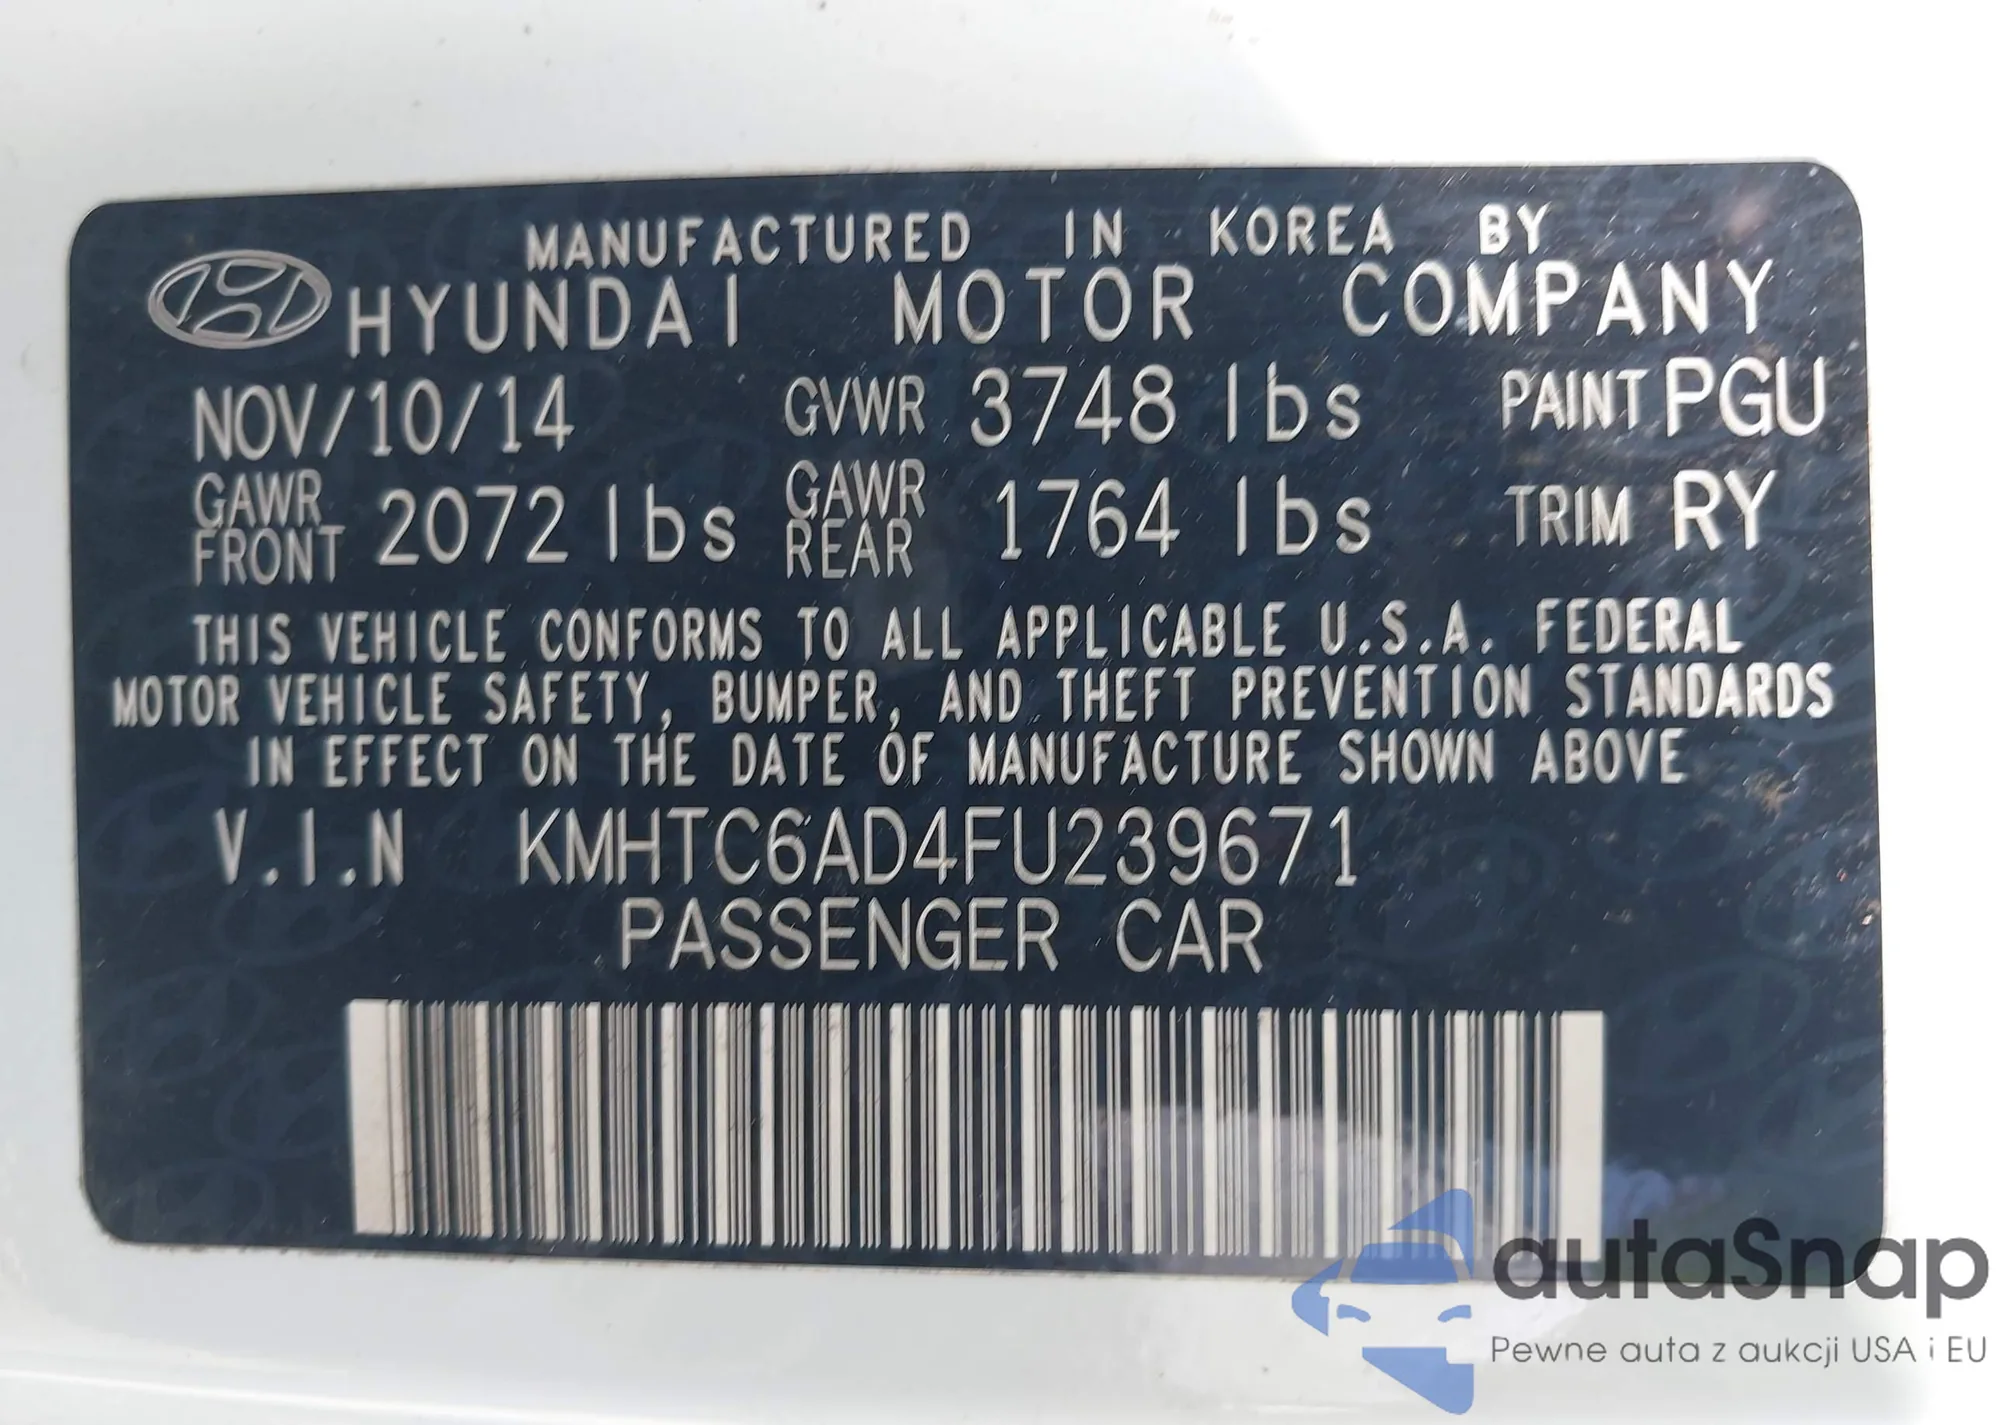 MANUFACTURED IN KOREA BY
HYUNDAI MOTOR COMPANY
NOV/10/14 GVWR 3748 lbs PAINT PGU
GAWR FRONT 2072 lbs GAWR REAR 1764 lbs TRIM RY
THIS VEHICLE CONFORMS TO ALL APPLICABLE U.S.A. FEDERAL
MOTOR VEHICLE SAFETY, BUMPER, AND THEFT PREVENTION STANDARDS
IN EFFECT ON THE DATE OF MANUFACTURE SHOWN ABOVE
V.I.N KMHTC6AD4FU239671
PASSENGER CAR
autaSnap
Pewne auta z aukcji USA i EU